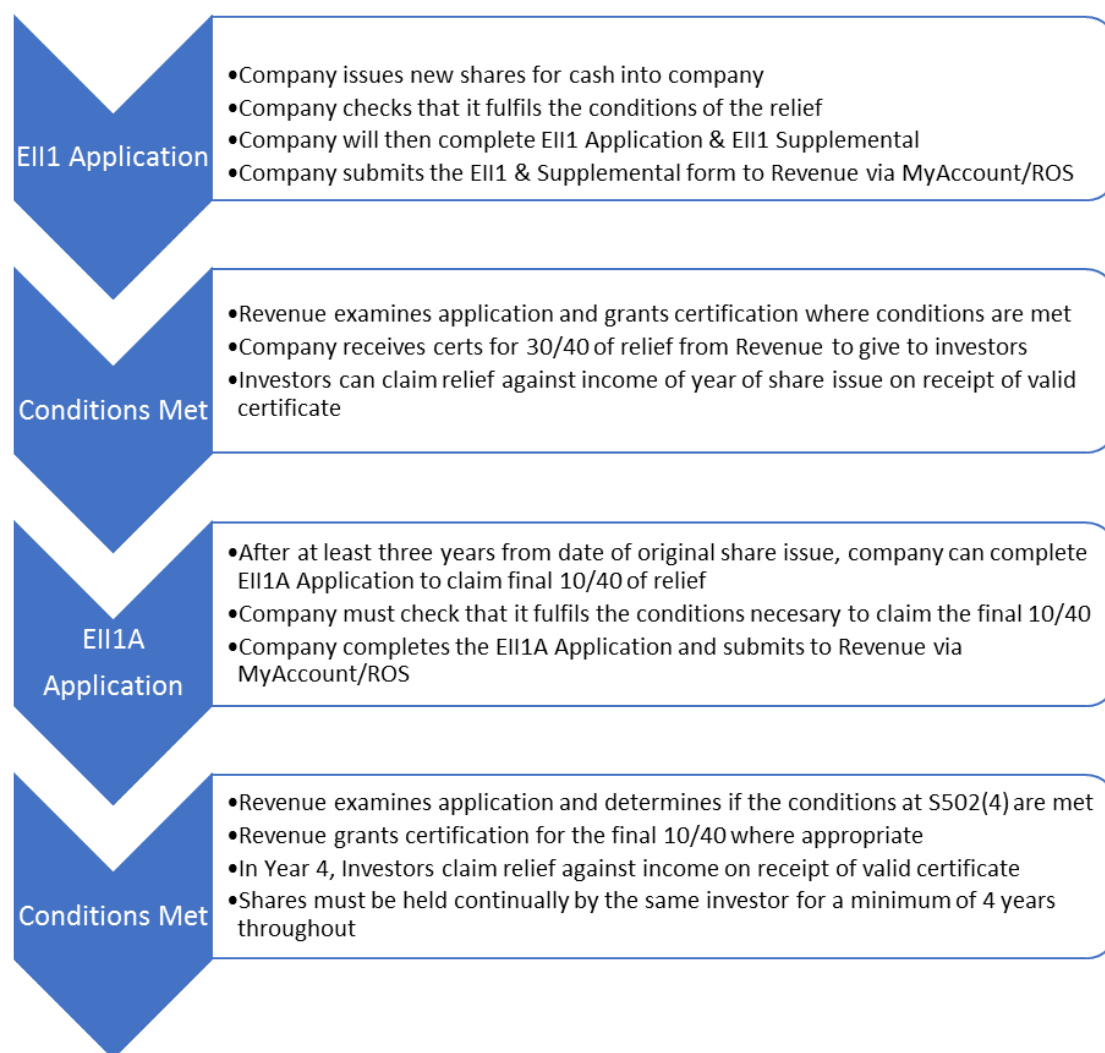 EII1 Application
•Company issues new shares for cash into company
•Company checks that it fulfils the conditions of the relief
•Company will then complete EII1 Application & EII1 Supplemental
•Company submits the EII1 & Supplemental form to Revenue via MyAccount/ROS
Conditions Met
•Revenue examines application and grants certification where conditions are met
•Company receives certs for 30/40 of relief from Revenue to give to investors
•Investors can claim relief against income of year of share issue on receipt of valid
certificate
EII1A
Application
•After at least three years from date of original share issue, company can complete
EII1A Application to claim final 10/40 of relief
•Company must check that it fulfils the conditions necesary to claim the final 10/40
•Company completes the EII1A Application and submits to Revenue via
MyAccount/ROS
Conditions Met
•Revenue examines application and determines if the conditions at S502(4) are met
•Revenue grants certification for the final 10/40 where appropriate
•In Year 4, Investors claim relief against income on receipt of valid certificate
•Shares must be held continually by the same investor for a minimum of 4 years
throughout